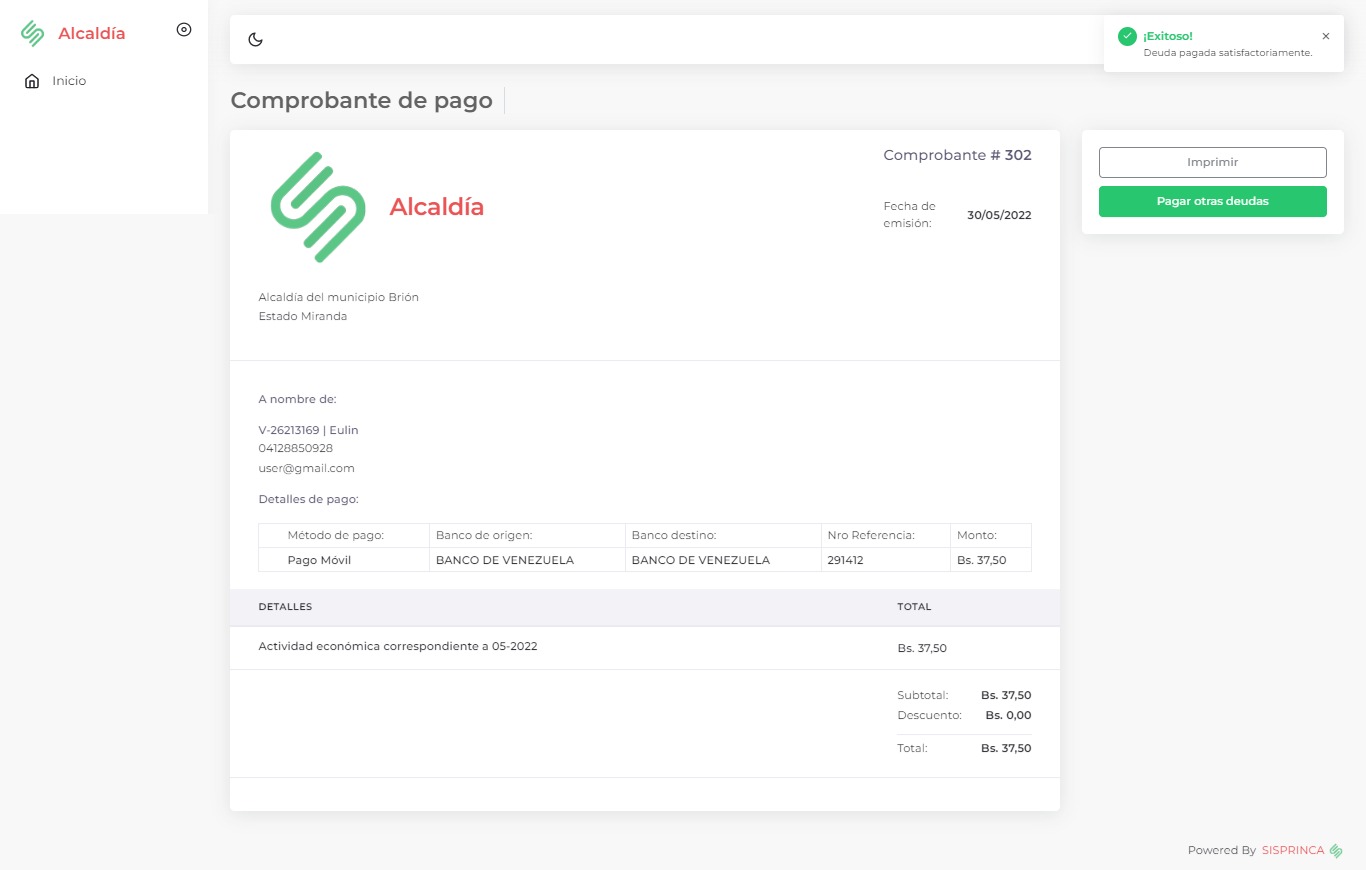 Alcaldía
Inicio
¡Exitoso!
Deuda pagada satisfactoriamente.
Comprobante de pago
Alcaldía
Comprobante # 302
Fecha de
emisión:
30/05/2022
Alcaldía del municipio Brión
Estado Miranda
Imprimir
Pagar otras deudas
A nombre de:
V-26213169 | Eulin
04128850928
user@gmail.com
Detalles de pago:
Método de pago: Banco de origen: Banco destino: Nro Referencia: Monto:
Pago Móvil BANCO DE VENEZUELA BANCO DE VENEZUELA 291412 Bs. 37,50
DETALLES TOTAL
Actividad económica correspondiente a 05-2022 Bs. 37,50
Subtotal: Bs. 37,50
Descuento: Bs. 0,00
Total: Bs. 37,50
Powered By SISPRINCA